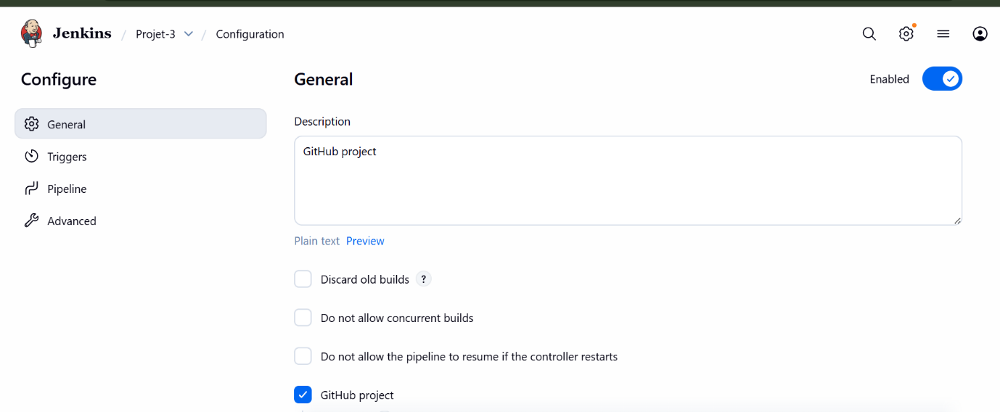 Jenkins / Projet-3 / Configuration
Configure
General
Triggers
Pipeline
Advanced
General
Enabled
Description
GitHub project
Plain text Preview
Discard old builds ?
Do not allow concurrent builds
Do not allow the pipeline to resume if the controller restarts
GitHub project